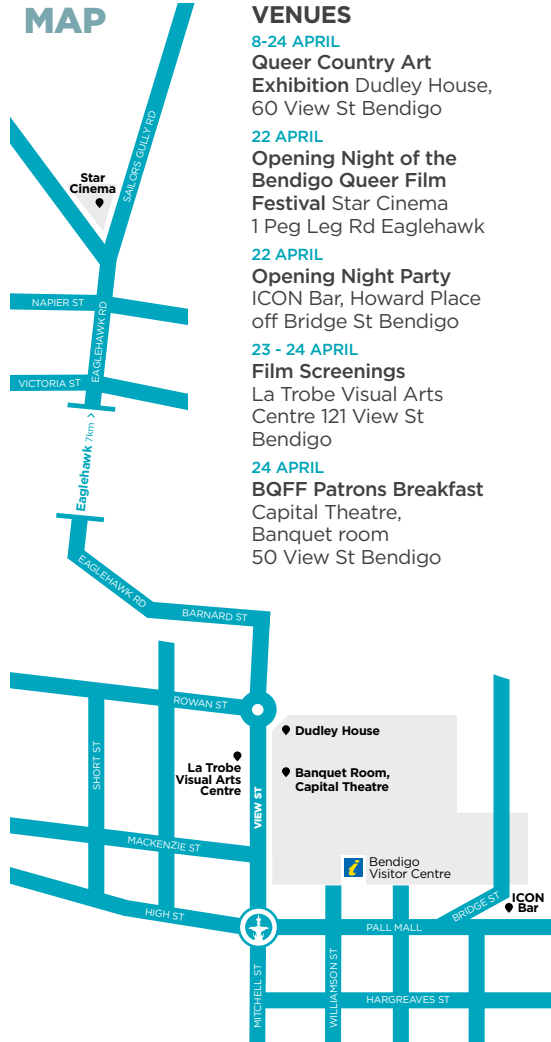 MAP
VENUES
8-24 APRIL
Queer Country Art
Exhibition Dudley House,
60 View St Bendigo
22 APRIL
Opening Night of the
Bendigo Queer Film
Festival Star Cinema
1 Peg Leg Rd Eaglehawk
22 APRIL
Opening Night Party
ICON Bar, Howard Place
off Bridge St Bendigo
23 - 24 APRIL
Film Screenings
La Trobe Visual Arts
Centre 121 View St
Bendigo
24 APRIL
BQFF Patrons Breakfast
Capital Theatre,
Banquet room
50 View St Bendigo
SAILORS GULLY RD
Star
Cinema
NAPIER ST
EAGLEHAWK RD
VICTORIA ST
Eaglehawk 7km >
EAGLEHAWK RD
BARNARD ST
ROWAN ST
Dudley House
SHORT ST
La Trobe
Visual Arts
Centre
Banquet Room,
Capital Theatre
VIEW ST
MACKENZIE ST
i
Bendigo
Visitor Centre
HIGH ST
PALL MALL
BRIDGE ST
ICON
Bar
MITCHELL ST
WILLIAMSON ST
HARGREAVES ST